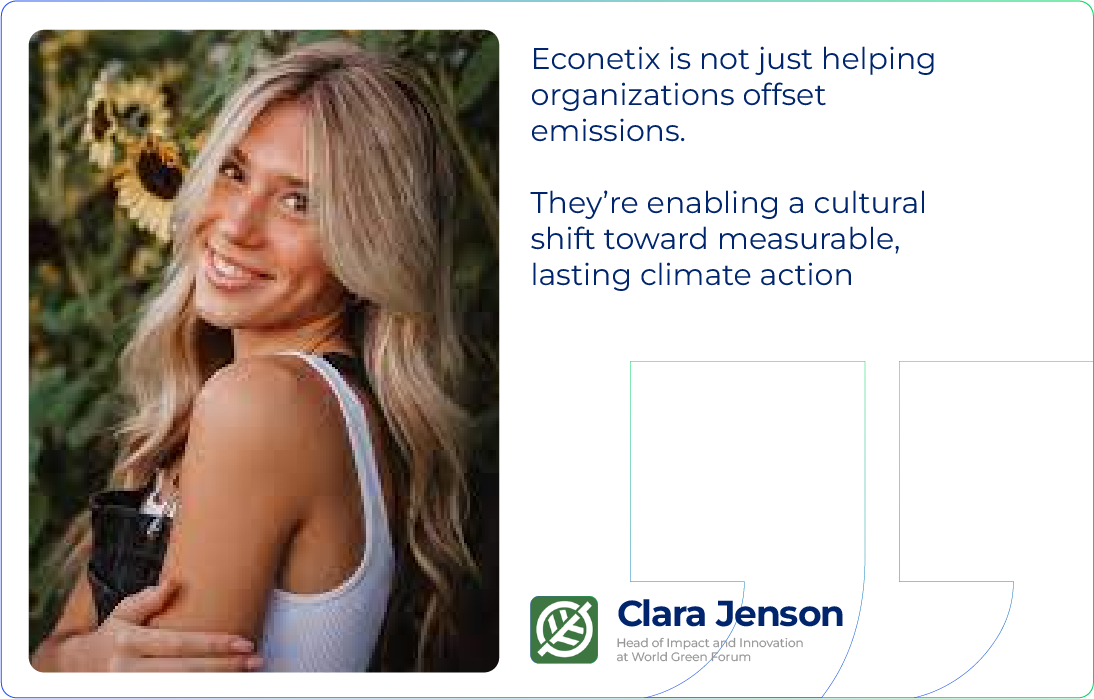 Econetix is not just helping
organizations offset
emissions.
They’re enabling a cultural
shift toward measurable,
lasting climate action
Clara Jenson
Head of Impact and Innovation
at World Green Forum